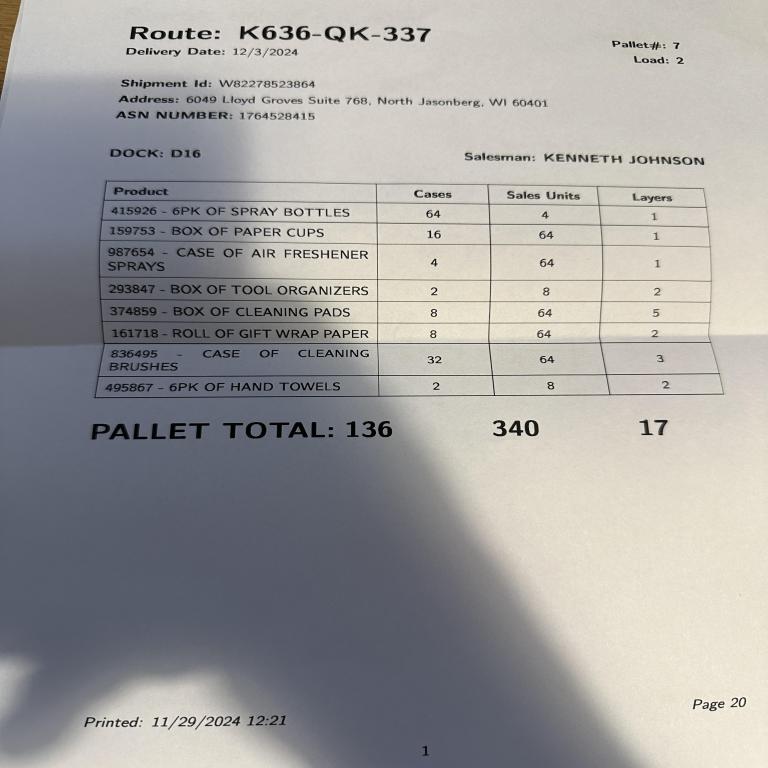 Route: K636-QK-337
Delivery Date: 12/3/2024
Pallet#: 7
Load: 2
Shipment Id: W82278523864
Address: 6049 Lloyd Groves Suite 768, North Jasonberg, WI 60401
ASN NUMBER: 1764528415
DOCK: D16 Salesman: KENNETH JOHNSON
Product Cases Sales Units Layers
415926 - 6PK OF SPRAY BOTTLES 64 4 1
159753 - BOX OF PAPER CUPS 16 64 1
987654 - CASE OF AIR FRESHENER
SPRAYS 4 64 1
293847 - BOX OF TOOL ORGANIZERS 2 8 2
374859 - BOX OF CLEANING PADS 8 64 5
161718 - ROLL OF GIFT WRAP PAPER 8 64 2
836495 - CASE OF CLEANING
BRUSHES 32 64 3
495867 - 6PK OF HAND TOWELS 2 8 2
PALLET TOTAL: 136 340 17
Printed: 11/29/2024 12:21
Page 20
1